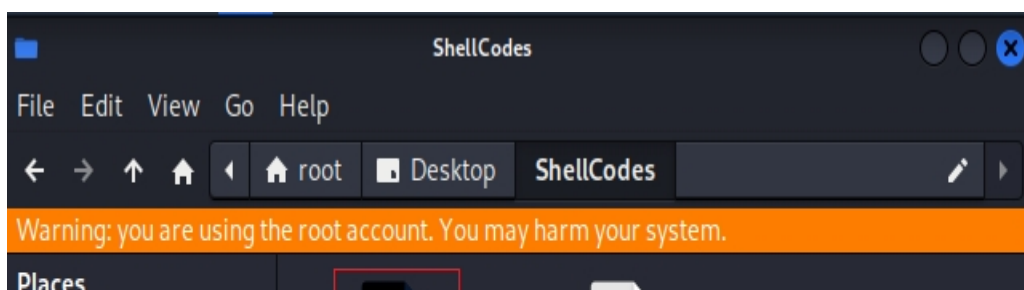 ShellCodes
File Edit View Go Help
root Desktop ShellCodes
Warning: you are using the root account. You may harm your system.
Places